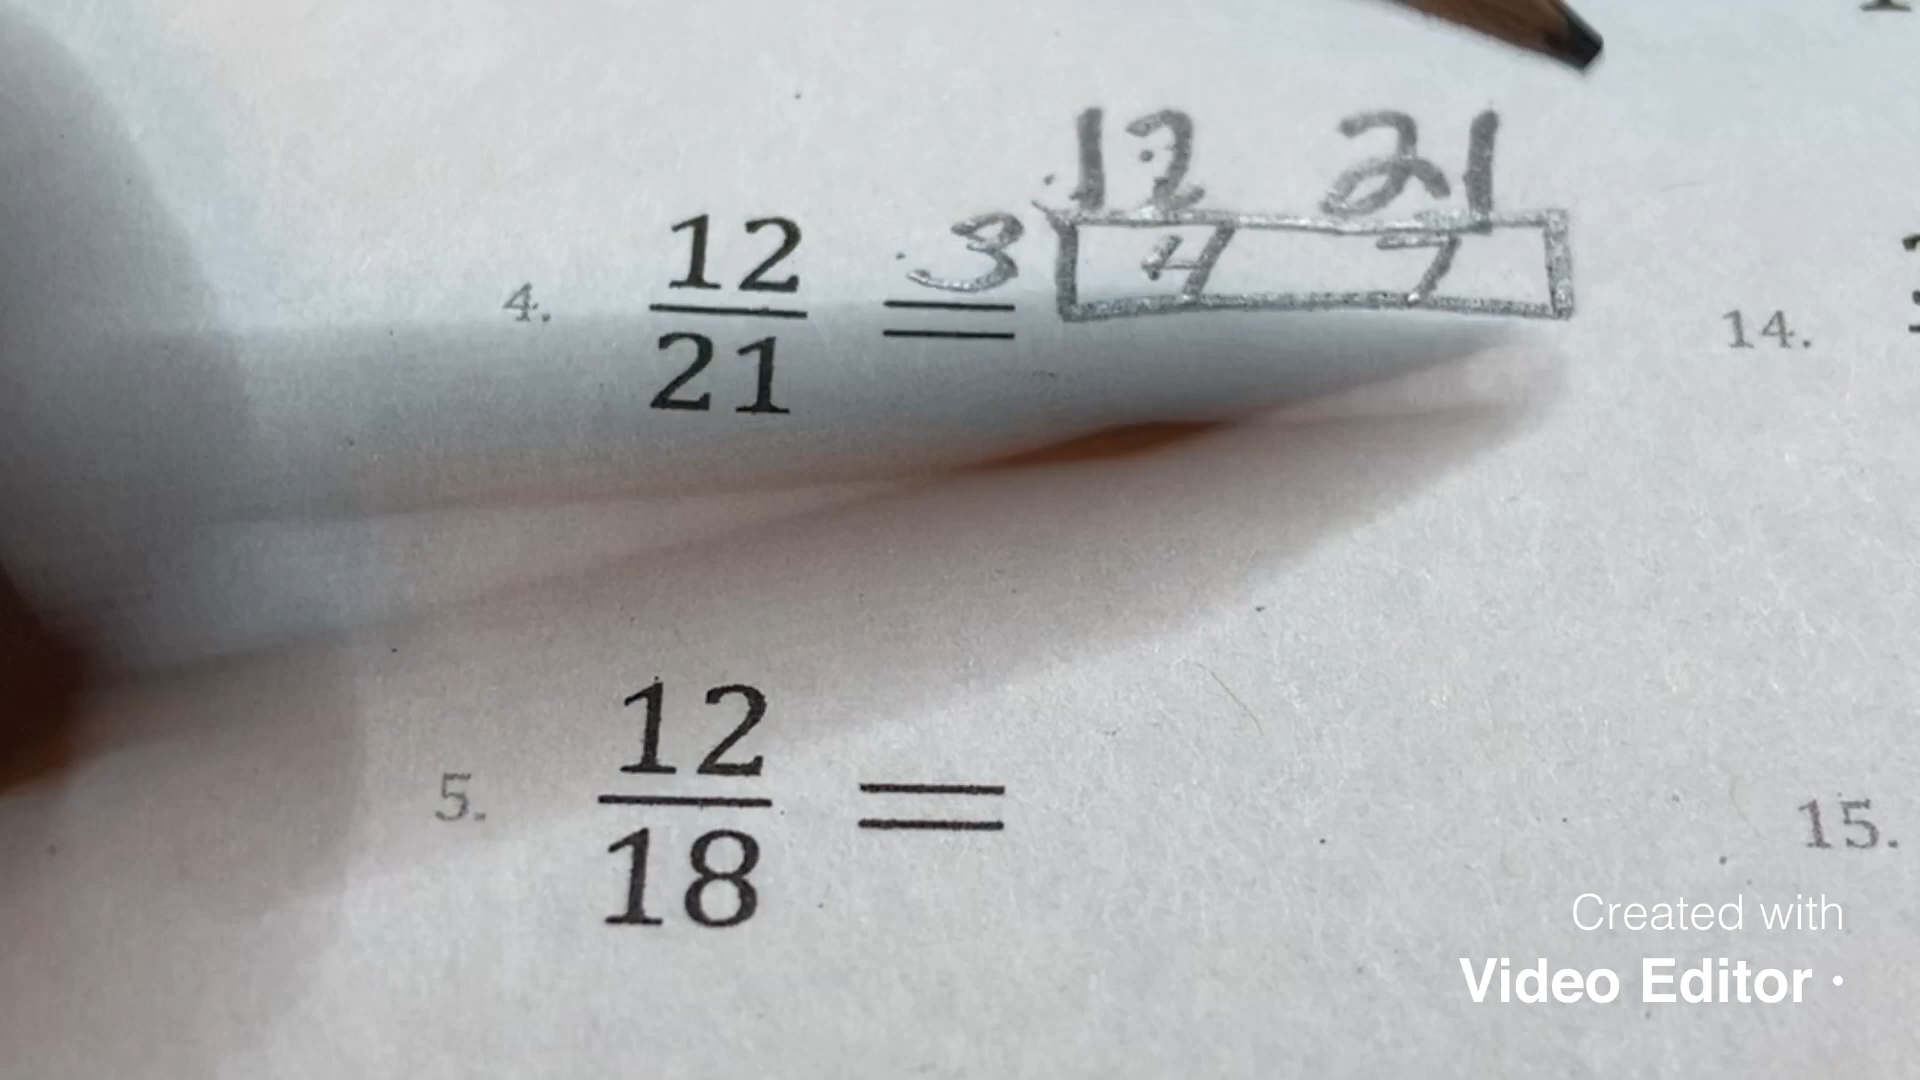 12 21
4. 12/21 = 3 4 7
14.
5. 12/18 =
15.
Created with
Video Editor ·